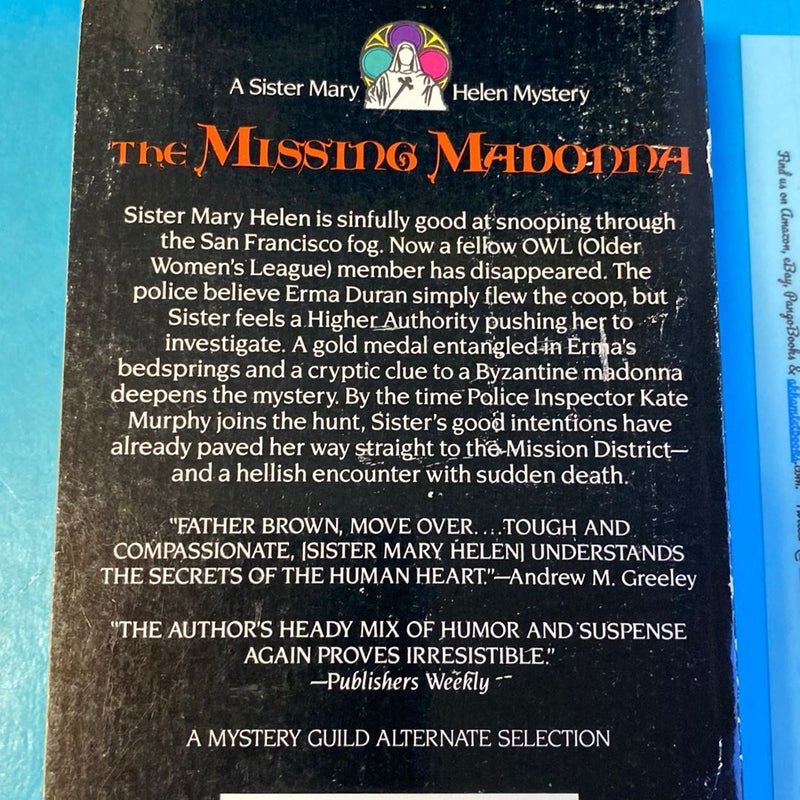 A Sister Mary Helen Mystery
THE MISSING MADONNA
Sister Mary Helen is sinfully good at snooping through
the San Francisco fog. Now a fellow OWL (Older
Women's League) member has disappeared. The
police believe Erma Duran simply flew the coop, but
Sister feels a Higher Authority pushing her to
investigate. A gold medal entangled in Erma's
bedsprings and a cryptic clue to a Byzantine madonna
deepens the mystery. By the time Police Inspector Kate
Murphy joins the hunt, Sister's good intentions have
already paved her way straight to the Mission District—
and a hellish encounter with sudden death.
"FATHER BROWN, MOVE OVER....TOUGH AND
COMPASSIONATE, [SISTER MARY HELEN] UNDERSTANDS
THE SECRETS OF THE HUMAN HEART."—Andrew M. Greeley
"THE AUTHOR'S HEADY MIX OF HUMOR AND SUSPENSE
AGAIN PROVES IRRESISTIBLE."
—Publishers Weekly
A MYSTERY GUILD ALTERNATE SELECTION
Find us on Amazon, eBay, PangoBooks &